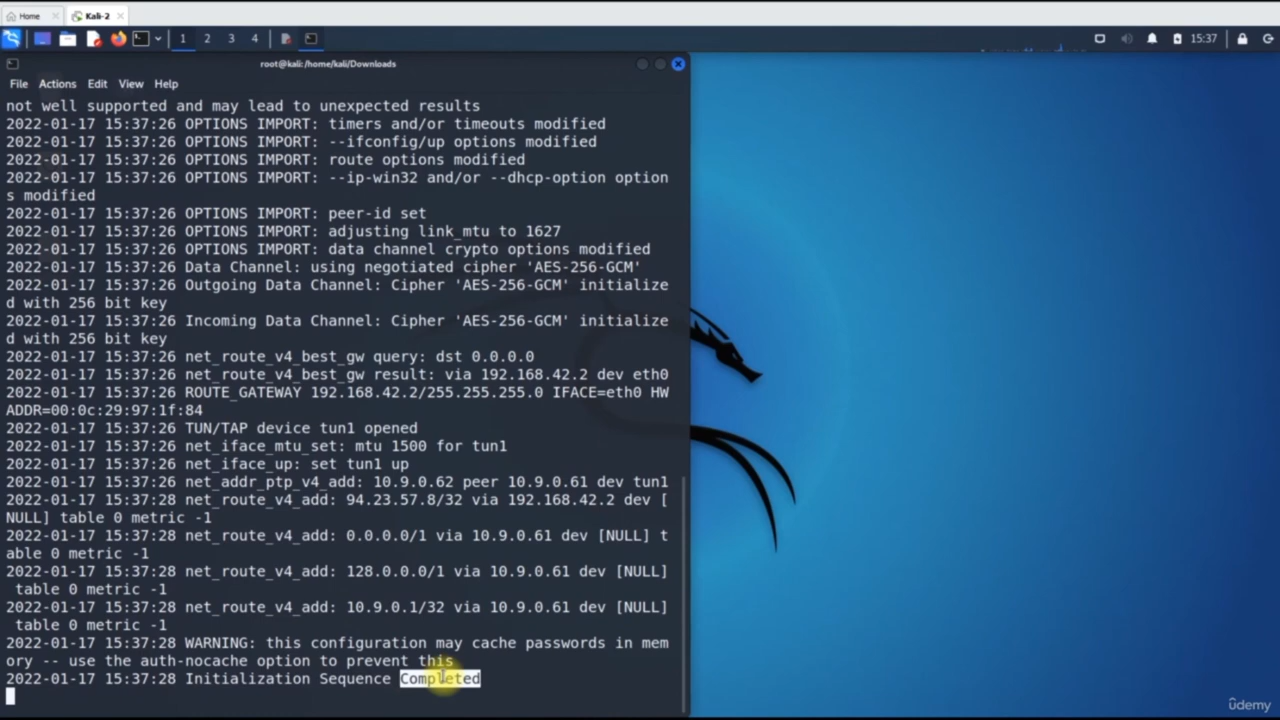 Home
Kali-2
1 2 3 4
15:37
root@kali:/home/kali/Downloads
File Actions Edit View Help
not well supported and may lead to unexpected results
2022-01-17 15:37:26 OPTIONS IMPORT: timers and/or timeouts modified
2022-01-17 15:37:26 OPTIONS IMPORT: --ifconfig/up options modified
2022-01-17 15:37:26 OPTIONS IMPORT: route options modified
2022-01-17 15:37:26 OPTIONS IMPORT: --ip-win32 and/or --dhcp-option option
s modified
2022-01-17 15:37:26 OPTIONS IMPORT: peer-id set
2022-01-17 15:37:26 OPTIONS IMPORT: adjusting link_mtu to 1627
2022-01-17 15:37:26 OPTIONS IMPORT: data channel crypto options modified
2022-01-17 15:37:26 Data Channel: using negotiated cipher 'AES-256-GCM'
2022-01-17 15:37:26 Outgoing Data Channel: Cipher 'AES-256-GCM' initialize
d with 256 bit key
2022-01-17 15:37:26 Incoming Data Channel: Cipher 'AES-256-GCM' initialize
d with 256 bit key
2022-01-17 15:37:26 net_route_v4_best_gw query: dst 0.0.0.0
2022-01-17 15:37:26 net_route_v4_best_gw result: via 192.168.42.2 dev eth0
2022-01-17 15:37:26 ROUTE_GATEWAY 192.168.42.2/255.255.255.0 IFACE=eth0 HW
ADDR=00:0c:29:97:1f:84
2022-01-17 15:37:26 TUN/TAP device tun1 opened
2022-01-17 15:37:26 net_iface_mtu_set: mtu 1500 for tun1
2022-01-17 15:37:26 net_iface_up: set tun1 up
2022-01-17 15:37:26 net_addr_ptp_v4_add: 10.9.0.62 peer 10.9.0.61 dev tun1
2022-01-17 15:37:28 net_route_v4_add: 94.23.57.8/32 via 192.168.42.2 dev [
NULL] table 0 metric -1
2022-01-17 15:37:28 net_route_v4_add: 0.0.0.0/1 via 10.9.0.61 dev [NULL] t
able 0 metric -1
2022-01-17 15:37:28 net_route_v4_add: 128.0.0.0/1 via 10.9.0.61 dev [NULL]
table 0 metric -1
2022-01-17 15:37:28 net_route_v4_add: 10.9.0.1/32 via 10.9.0.61 dev [NULL]
table 0 metric -1
2022-01-17 15:37:28 WARNING: this configuration may cache passwords in mem
ory -- use the auth-nocache option to prevent this
2022-01-17 15:37:28 Initialization Sequence Completed
ûdemy